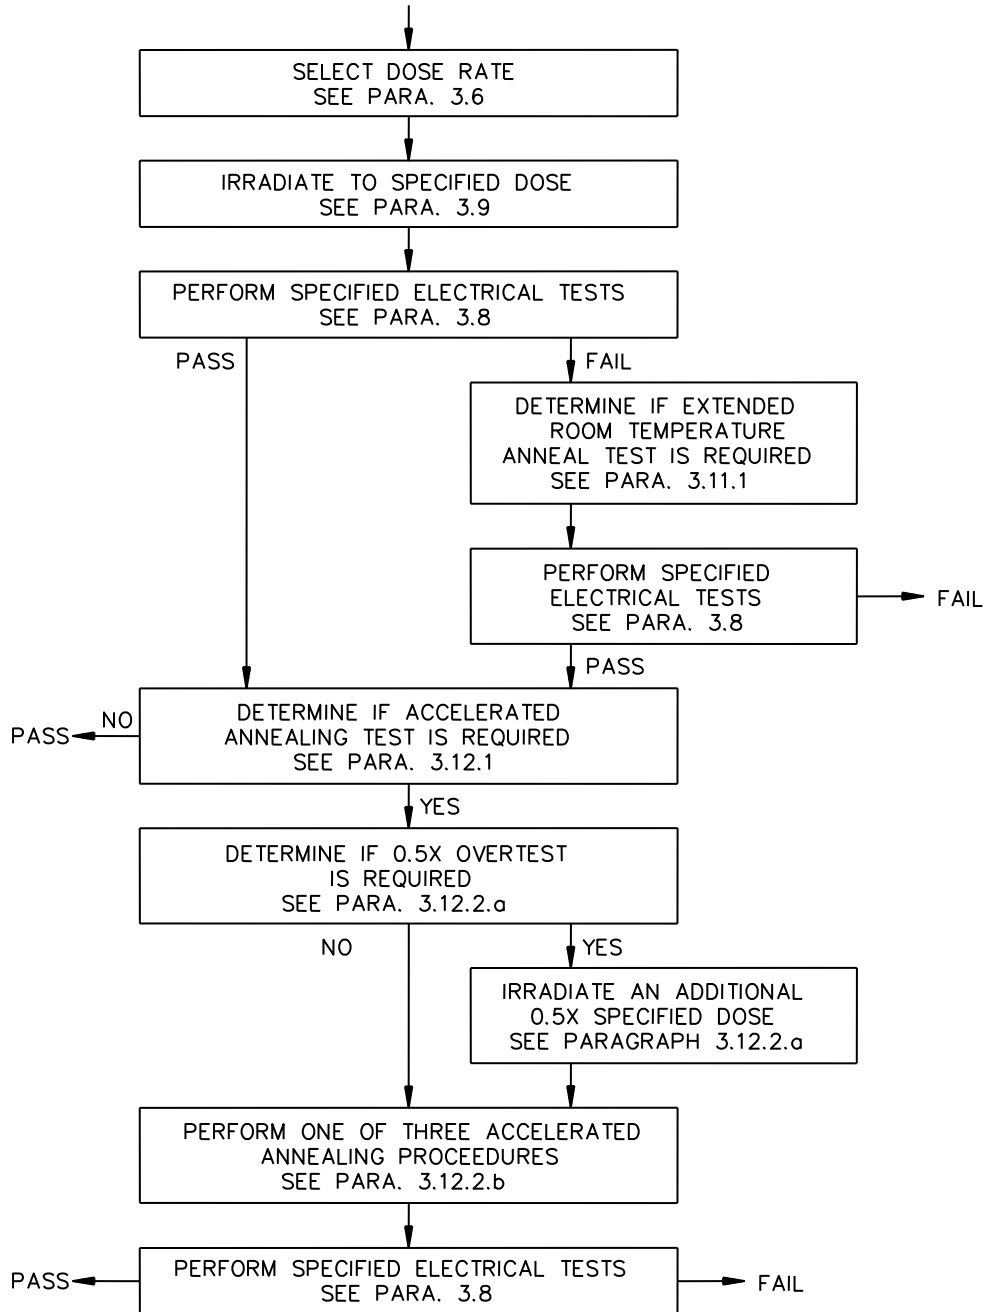 SELECT DOSE RATE
SEE PARA. 3.6
IRRADIATE TO SPECIFIED DOSE
SEE PARA. 3.9
PERFORM SPECIFIED ELECTRICAL TESTS
SEE PARA. 3.8
PASS
FAIL
DETERMINE IF EXTENDED
ROOM TEMPERATURE
ANNEAL TEST IS REQUIRED
SEE PARA. 3.11.1
PERFORM SPECIFIED
ELECTRICAL TESTS
SEE PARA. 3.8
FAIL
PASS
DETERMINE IF ACCELERATED
ANNEALING TEST IS REQUIRED
SEE PARA. 3.12.1
NO
PASS
YES
DETERMINE IF 0.5X OVERTEST
IS REQUIRED
SEE PARA. 3.12.2.a
NO
YES
IRRADIATE AN ADDITIONAL
0.5X SPECIFIED DOSE
SEE PARAGRAPH 3.12.2.a
PERFORM ONE OF THREE ACCELERATED
ANNEALING PROCEEDURES
SEE PARA. 3.12.2.b
PASS
PERFORM SPECIFIED ELECTRICAL TESTS
SEE PARA. 3.8
FAIL